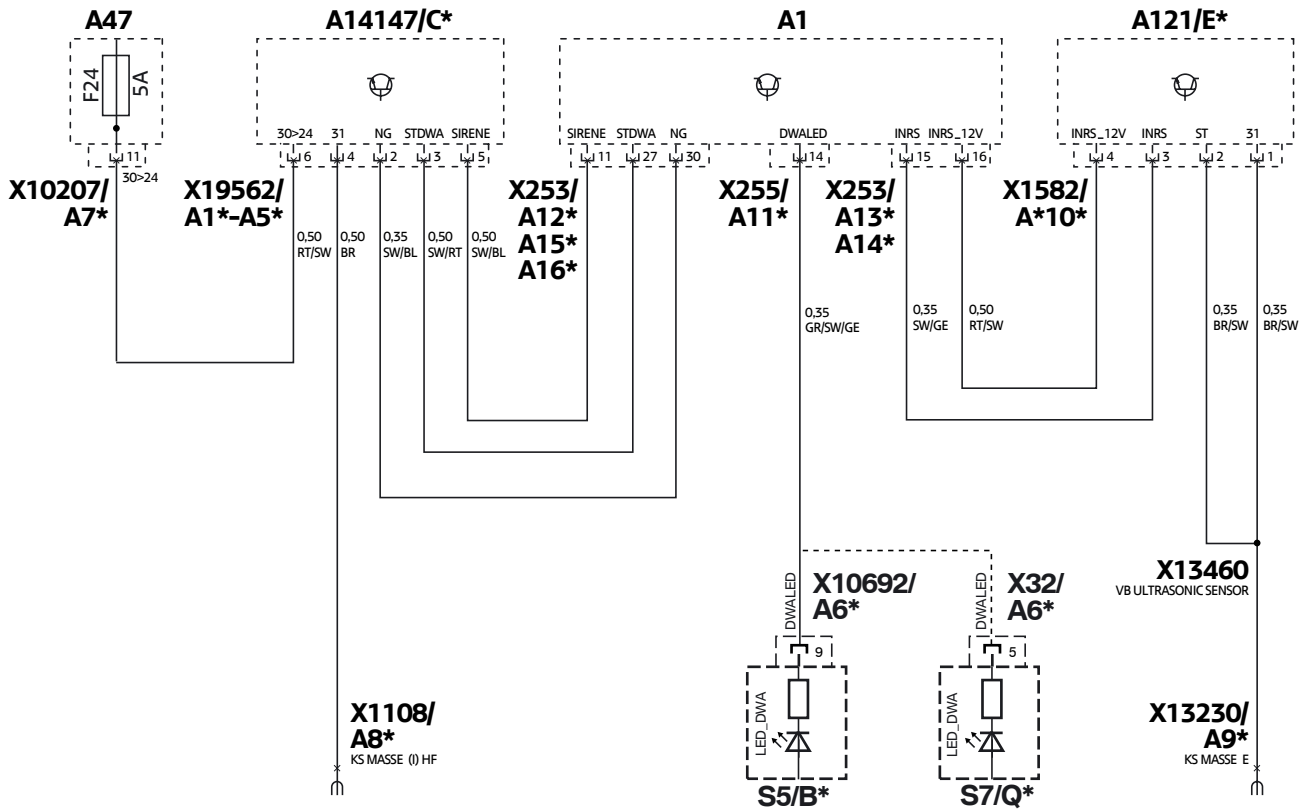 A47
A14147/C*
A1
A121/E*
F24
5A
30>24 31 NG STDWA SIRENE
SIRENE STDWA NG DWALED INRS INRS_12V
INRS_12V INRS ST 31
11
6 4 2 3 5
11 27 30 14 15 16
4 3 2 1
30>24
X10207/
A7*
X19562/
A1*-A5*
X253/
A12*
A15*
A16*
X255/
A11*
X253/
A13*
A14*
X1582/
A*10*
0,50
RT/SW
0,50
BR
0,35
SW/BL
0,50
SW/RT
0,50
SW/BL
0,35
GR/SW/GE
0,35
SW/GE
0,50
RT/SW
0,35
BR/SW
0,35
BR/SW
DWALED
X10692/
A6*
DWALED
X32/
A6*
X13460
VB ULTRASONIC SENSOR
9
5
LED_DWA
LED_DWA
X1108/
A8*
KS MASSE (I) HF
X13230/
A9*
KS MASSE E
S5/B*
S7/Q*